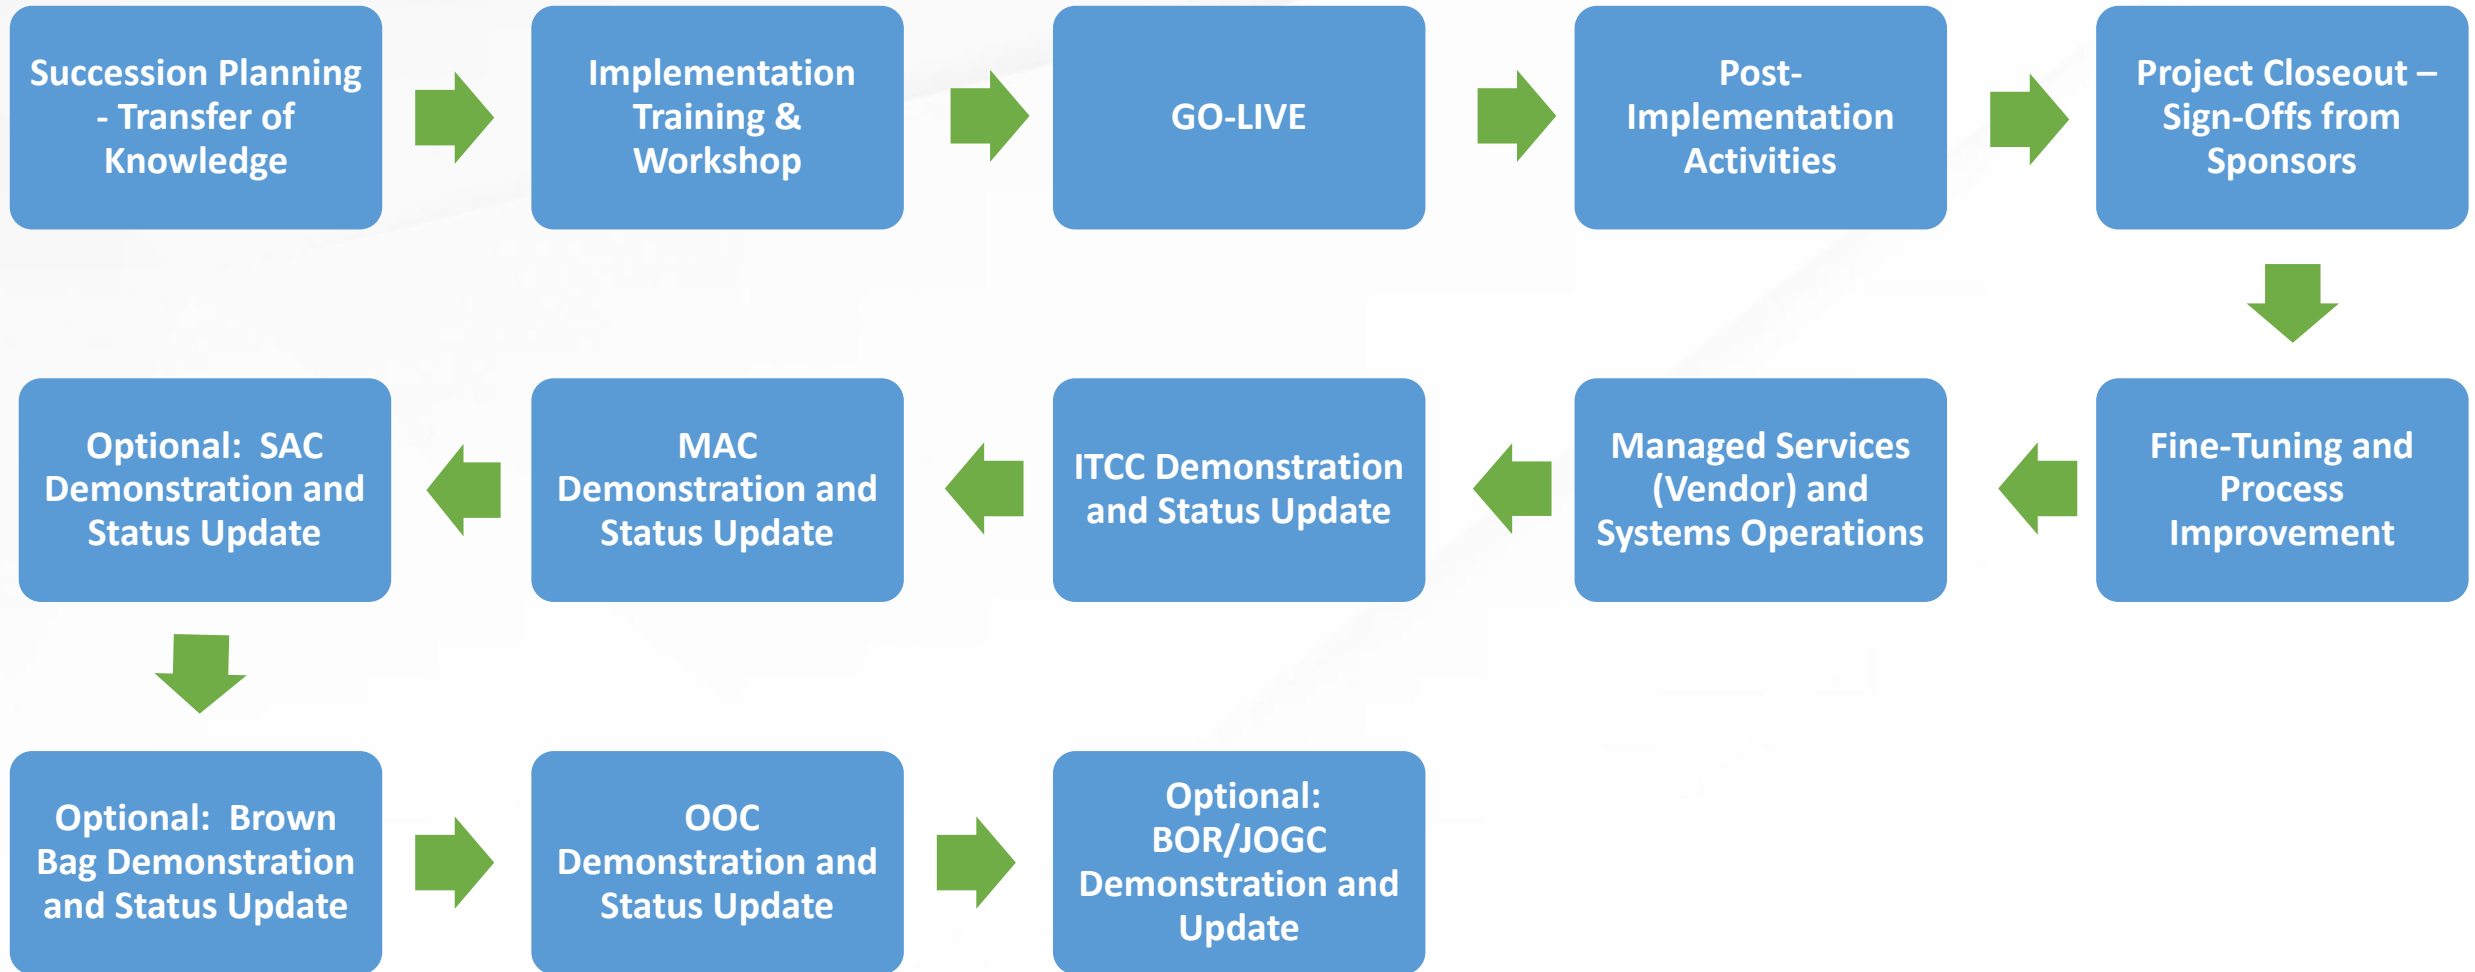 Succession Planning
- Transfer of
Knowledge
Implementation
Training &
Workshop
GO-LIVE
Post-
Implementation
Activities
Project Closeout –
Sign-Offs from
Sponsors
Fine-Tuning and
Process
Improvement
Managed Services
(Vendor) and
Systems Operations
ITCC Demonstration
and Status Update
MAC
Demonstration and
Status Update
Optional:  SAC
Demonstration and
Status Update
Optional:  Brown
Bag Demonstration
and Status Update
OOC
Demonstration and
Status Update
Optional:
BOR/JOGC
Demonstration and
Update